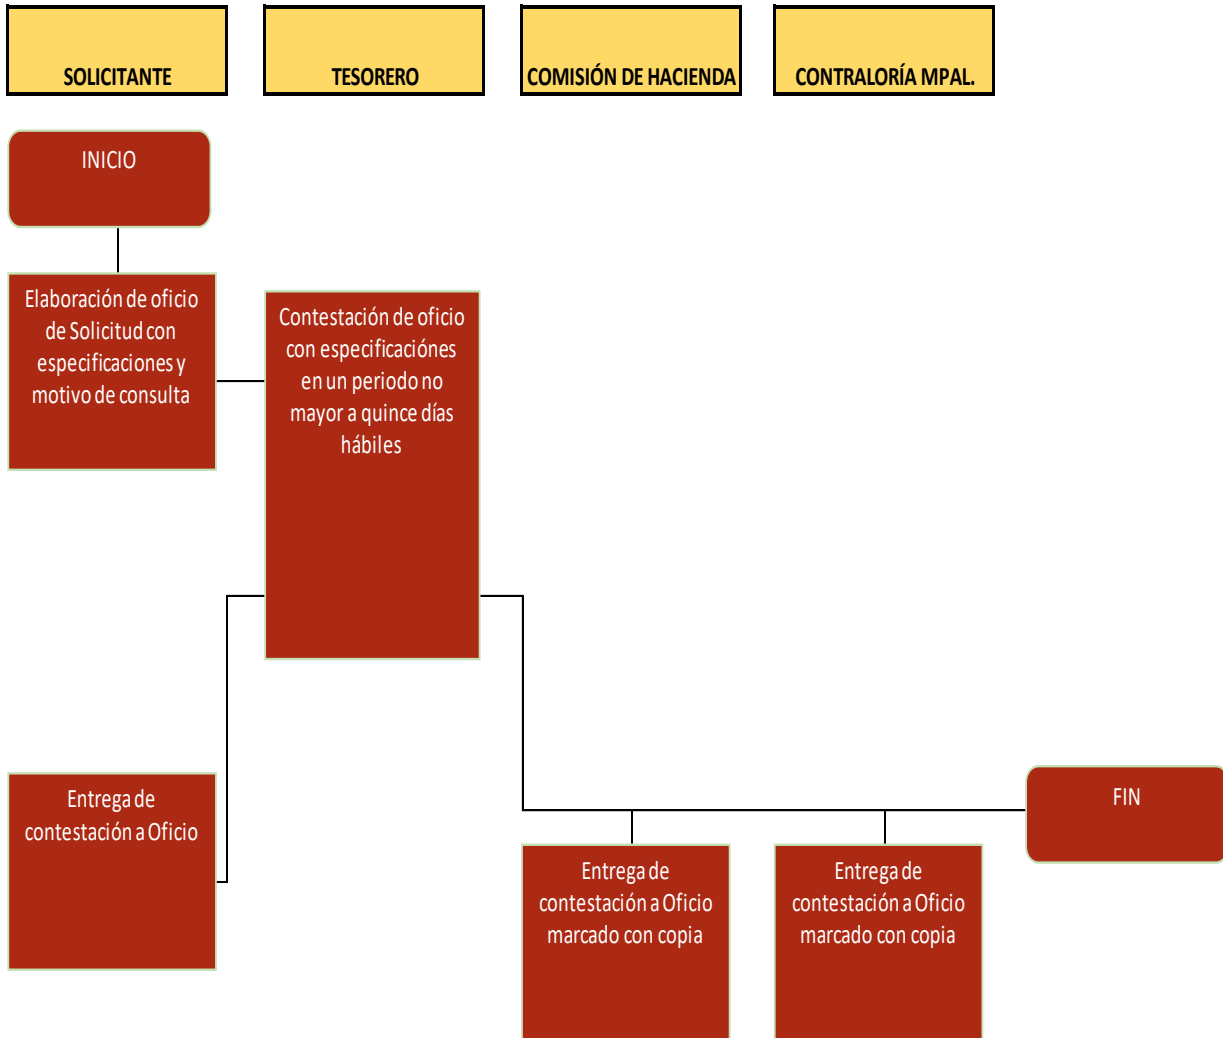 SOLICITANTE
TESORERO
COMISIÓN DE HACIENDA
CONTRALORÍA MPAL.
INICIO
Elaboración de oficio
de Solicitud con
especificaciones y
motivo de consulta
Contestación de oficio
con especificaciónes
en un periodo no
mayor a quince días
hábiles
Entrega de
contestación a Oficio
Entrega de
contestación a Oficio
marcado con copia
Entrega de
contestación a Oficio
marcado con copia
FIN